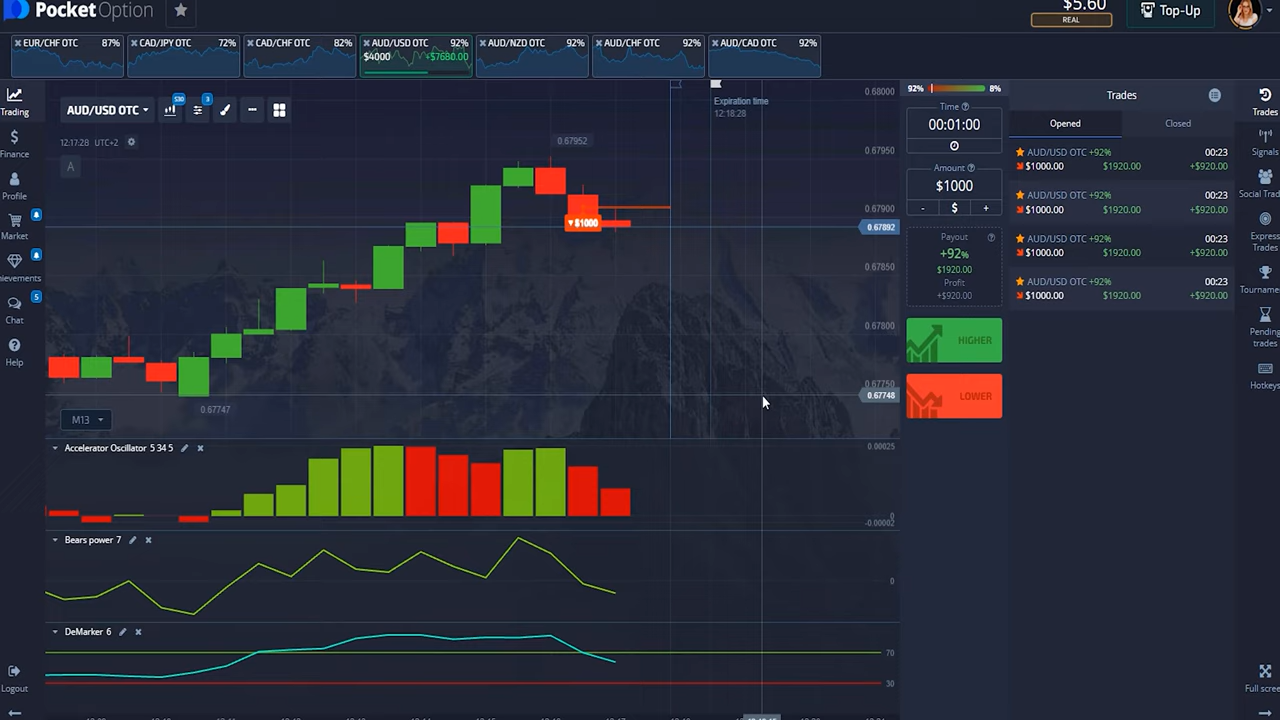 PocketOption
$5.60
REAL
Top-Up
EUR/CHF OTC 87%
CAD/JPY OTC 72%
CAD/CHF OTC 82%
AUD/USD OTC 92%
$4000 +$7680.00
AUD/NZD OTC 92%
AUD/CHF OTC 92%
AUD/CAD OTC 92%
Trading
Finance
Profile
Market
ievements
5
Chat
Help
Logout
AUD/USD OTC
S30
3
12.17.28 UTC+2
A
0.67952
Expiration time
12:18:28
0.68000
0.67950
0.67900
0.67892
0.67850
0.67800
0.67750
0.67748
$1000
0.67747
M13
Accelerator Oscillator 5 34 5
0.00025
0
-0.00002
Bears power 7
0
DeMarker 6
70
30
92% 8%
Time
00:01:00
Amount
$1000
- $ +
Payout
+92%
$1920.00
Profit
+$920.00
HIGHER
LOWER
Trades
Opened Closed
AUD/USD OTC +92% 00:23
$1000.00 $1920.00 +$920.00
AUD/USD OTC +92% 00:23
$1000.00 $1920.00 +$920.00
AUD/USD OTC +92% 00:23
$1000.00 $1920.00 +$920.00
AUD/USD OTC +92% 00:23
$1000.00 $1920.00 +$920.00
Trades
Signals
Social Trad
Express
Trades
Tourname
Pending
trades
Hotkeys
Full scree